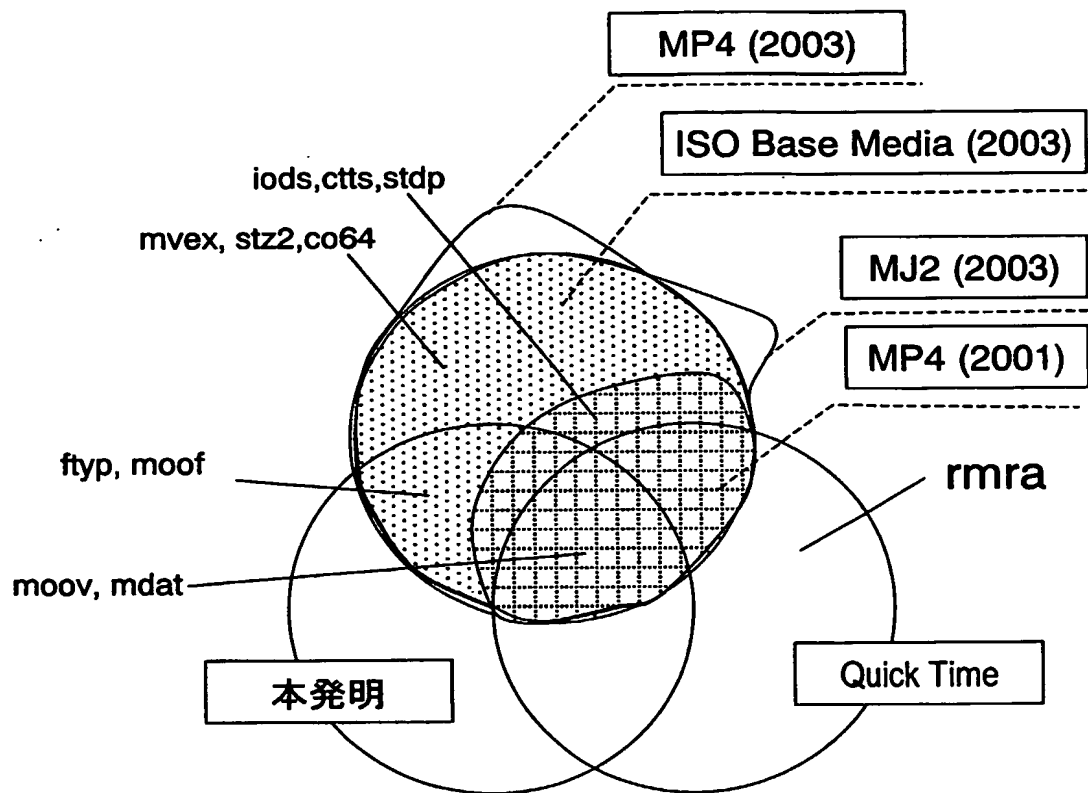 MP4 (2003)
ISO Base Media (2003)
iods,ctts,stdp
mvex, stz2,co64
MJ2 (2003)
MP4 (2001)
ftyp, moof
rmra
moov, mdat
本発明
Quick Time